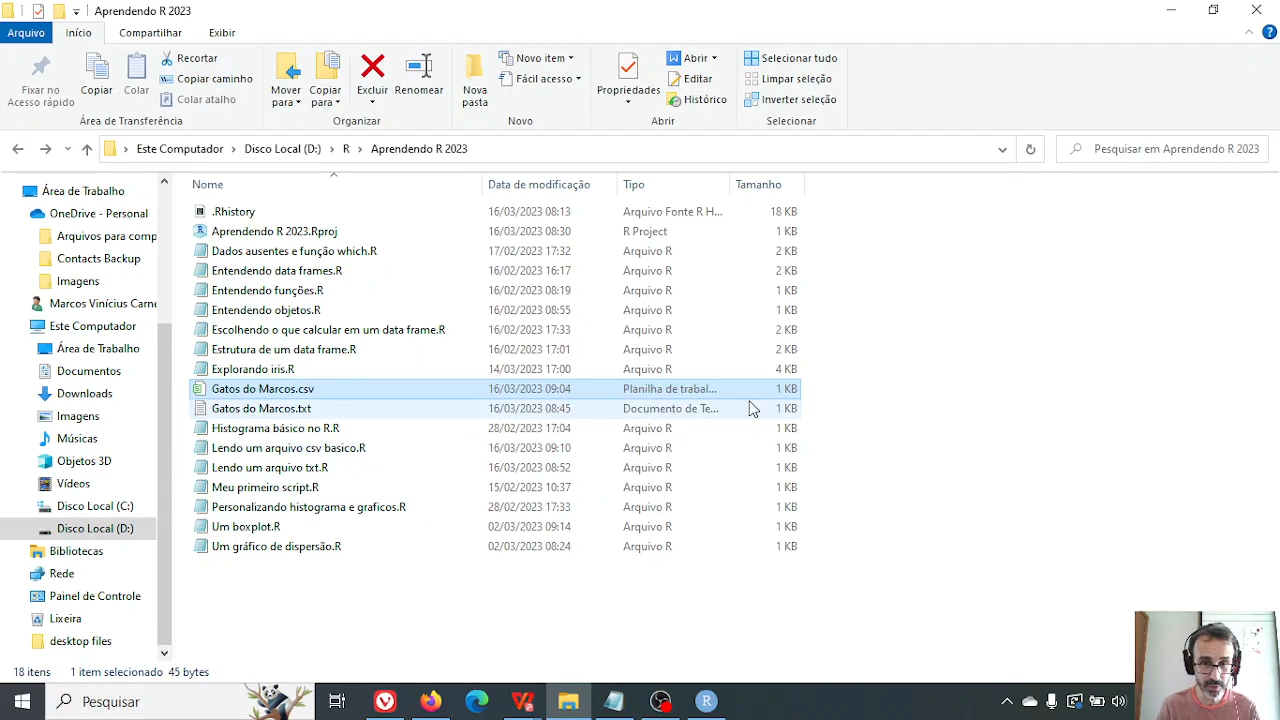 Aprendendo R 2023
Arquivo
Início
Compartilhar
Exibir
Fixar no
Acesso rápido
Copiar
Colar
Recortar
Copiar caminho
Colar atalho
Área de Transferência
Mover
para
Copiar
para
Excluir
Renomear
Organizar
Nova
pasta
Novo item
Fácil acesso
Novo
Propriedades
Abrir
Editar
Histórico
Abrir
Selecionar tudo
Limpar seleção
Inverter seleção
Selecionar
Este Computador
Disco Local (D:)
R
Aprendendo R 2023
Pesquisar em Aprendendo R 2023
Área de Trabalho
OneDrive - Personal
Arquivos para comp
Contacts Backup
Imagens
Marcos Vinícius Carne
Este Computador
Área de Trabalho
Documentos
Downloads
Imagens
Músicas
Objetos 3D
Vídeos
Disco Local (C:)
Disco Local (D:)
Bibliotecas
Rede
Painel de Controle
Lixeira
desktop files
Nome Data de modificação Tipo Tamanho
.Rhistory 16/03/2023 08:13 Arquivo Fonte R H... 18 KB
Aprendendo R 2023.Rproj 16/03/2023 08:30 R Project 1 KB
Dados ausentes e função which.R 17/02/2023 17:32 Arquivo R 2 KB
Entendendo data frames.R 16/02/2023 16:17 Arquivo R 2 KB
Entendendo funções.R 16/02/2023 08:19 Arquivo R 1 KB
Entendendo objetos.R 16/02/2023 08:55 Arquivo R 1 KB
Escolhendo o que calcular em um data frame.R 16/02/2023 17:33 Arquivo R 2 KB
Estrutura de um data frame.R 16/02/2023 17:01 Arquivo R 2 KB
Explorando iris.R 14/03/2023 17:00 Arquivo R 4 KB
Gatos do Marcos.csv 16/03/2023 09:04 Planilha de trabal... 1 KB
Gatos do Marcos.txt 16/03/2023 08:45 Documento de Te... 1 KB
Histograma básico no R.R 28/02/2023 17:04 Arquivo R 1 KB
Lendo um arquivo csv basico.R 16/03/2023 09:10 Arquivo R 1 KB
Lendo um arquivo txt.R 16/03/2023 08:52 Arquivo R 1 KB
Meu primeiro script.R 15/02/2023 10:37 Arquivo R 1 KB
Personalizando histograma e graficos.R 28/02/2023 17:33 Arquivo R 1 KB
Um boxplot.R 02/03/2023 09:14 Arquivo R 1 KB
Um gráfico de dispersão.R 02/03/2023 08:24 Arquivo R 1 KB
18 itens 1 item selecionado 45 bytes
Pesquisar